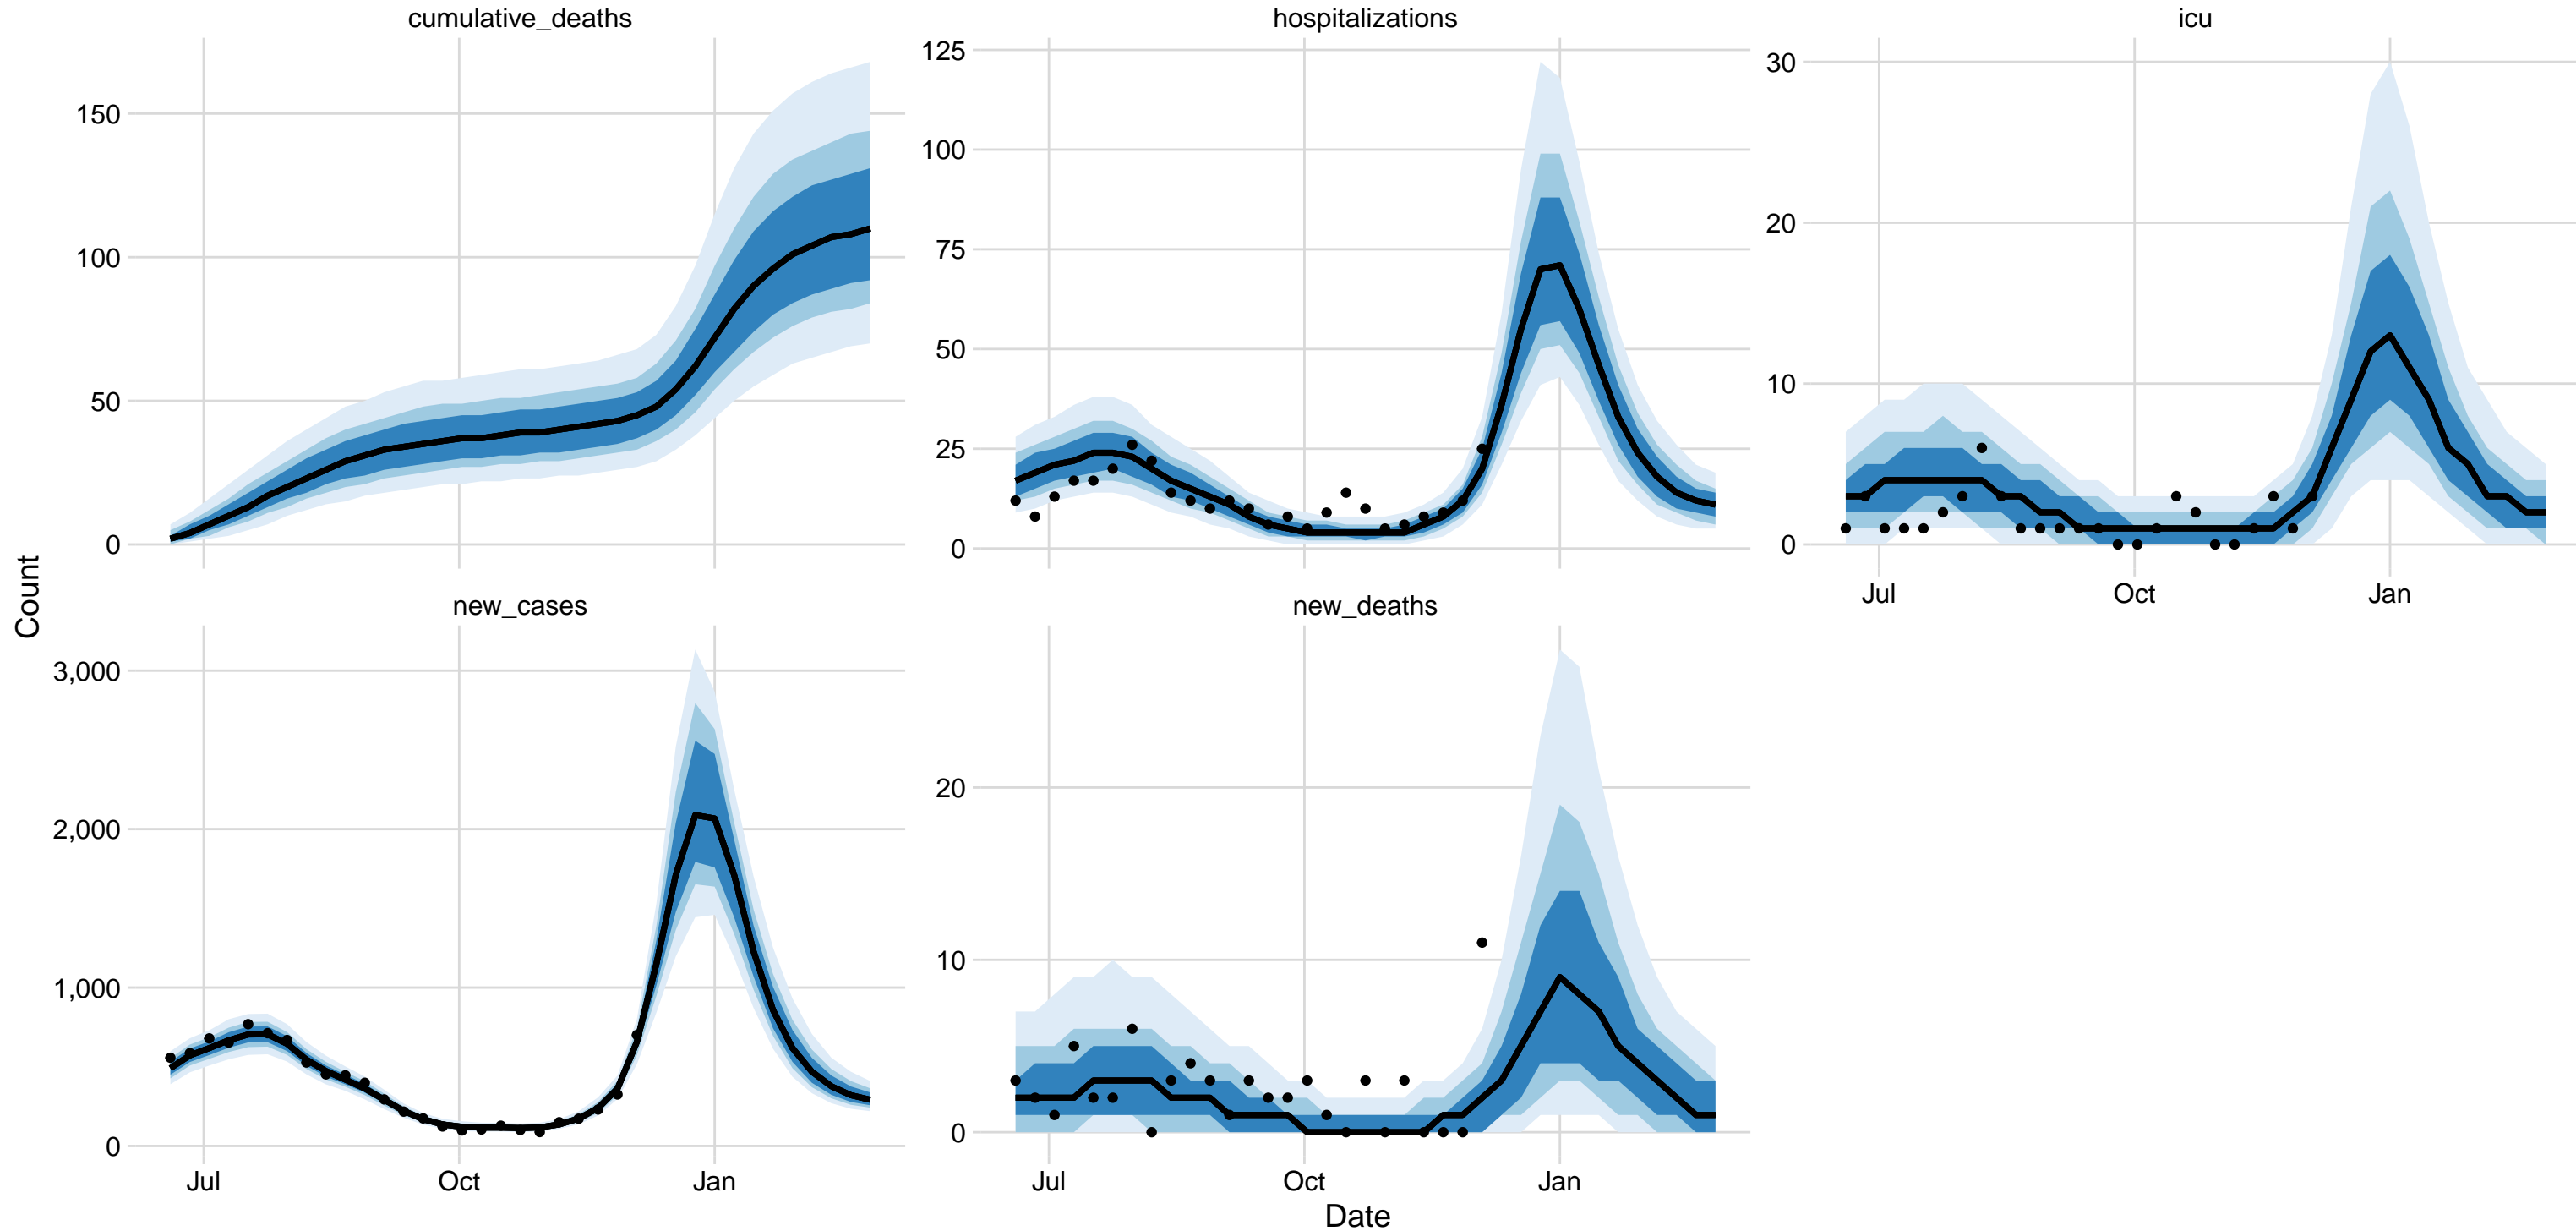 cumulative_deaths
hospitalizations
icu
150
100
50
0
125
100
75
50
25
0
30
20
10
0
Jul Oct Jan
Count
new_cases
new_deaths
3,000
2,000
1,000
0
20
10
0
Jul Oct Jan
Jul Oct Jan
Date